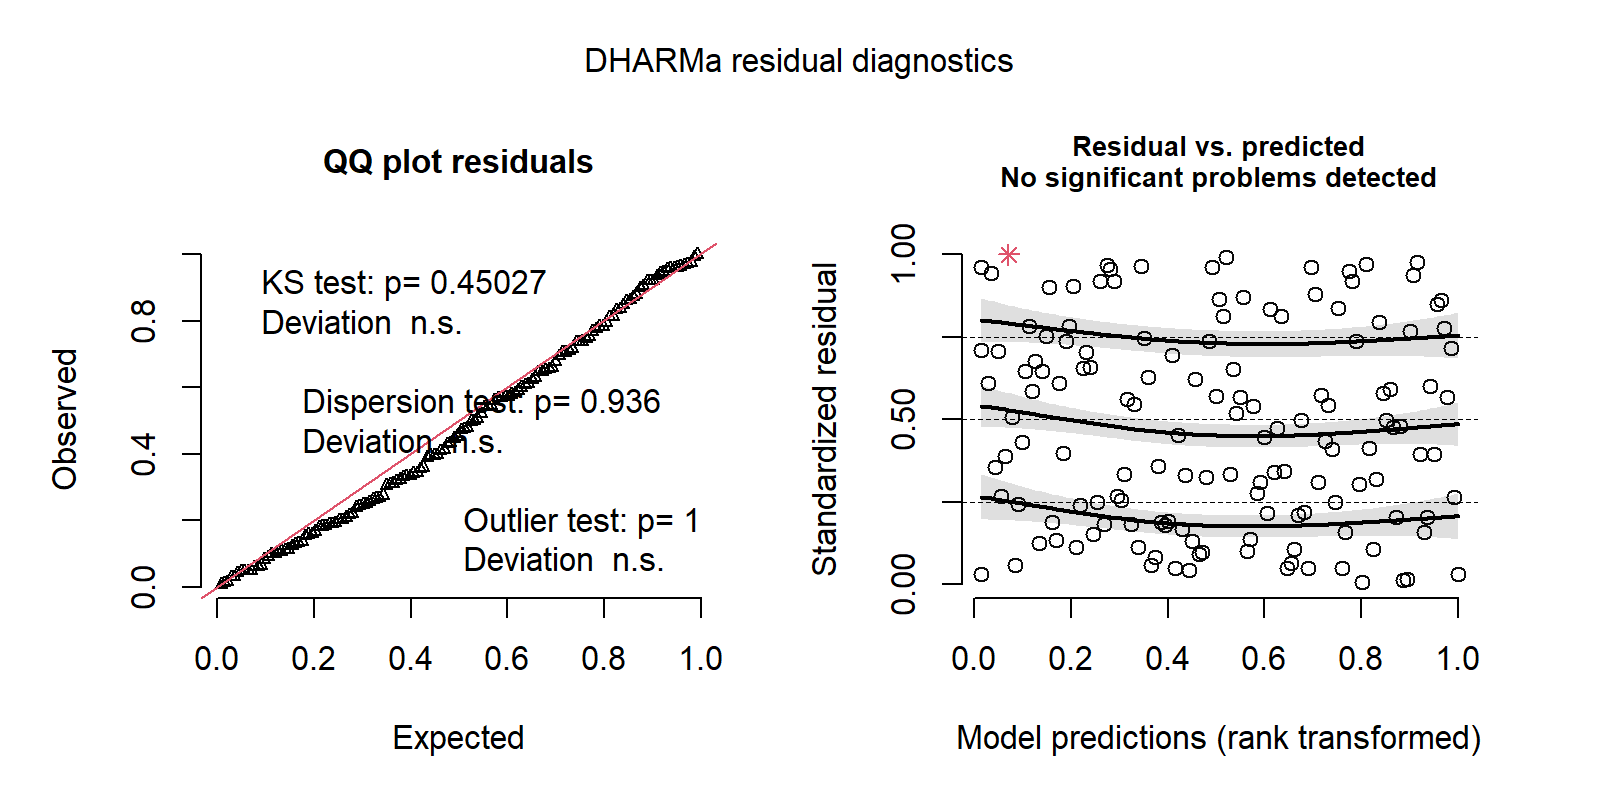 DHARMa residual diagnostics
QQ plot residuals
KS test: p= 0.45027
Deviation  n.s.
Dispersion test: p= 0.936
Deviation  n.s.
Outlier test: p= 1
Deviation  n.s.
Observed
0.0 0.4 0.8
0.0 0.2 0.4 0.6 0.8 1.0
Expected
Residual vs. predicted
No significant problems detected
Standardized residual
0.00 0.50 1.00
0.0 0.2 0.4 0.6 0.8 1.0
Model predictions (rank transformed)